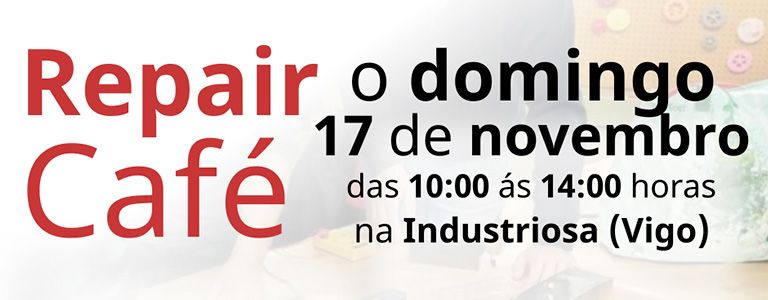 Repair
Café
o domingo
17 de novembro
das 10:00 ás 14:00 horas
na Industriosa (Vigo)